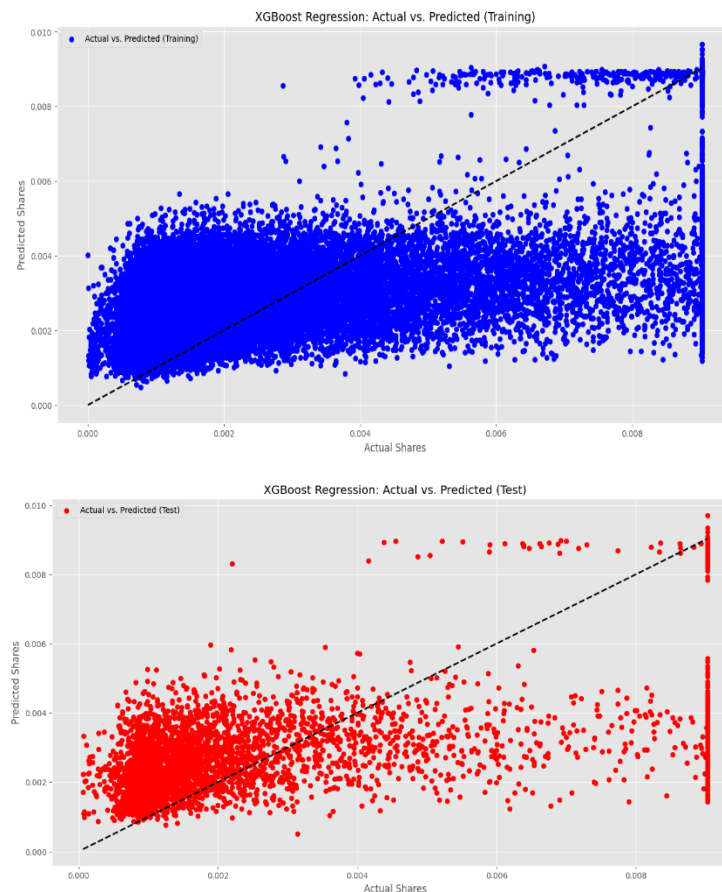 XGBoost Regression: Actual vs. Predicted (Training)
Actual vs. Predicted (Training)
0.010
0.008
0.006
0.004
0.002
0.000
Predicted Shares
0.000 0.002 0.004 0.006 0.008
Actual Shares
XGBoost Regression: Actual vs. Predicted (Test)
Actual vs. Predicted (Test)
0.010
0.008
0.006
0.004
0.002
0.000
Predicted Shares
0.000 0.002 0.004 0.006 0.008
Actual Shares